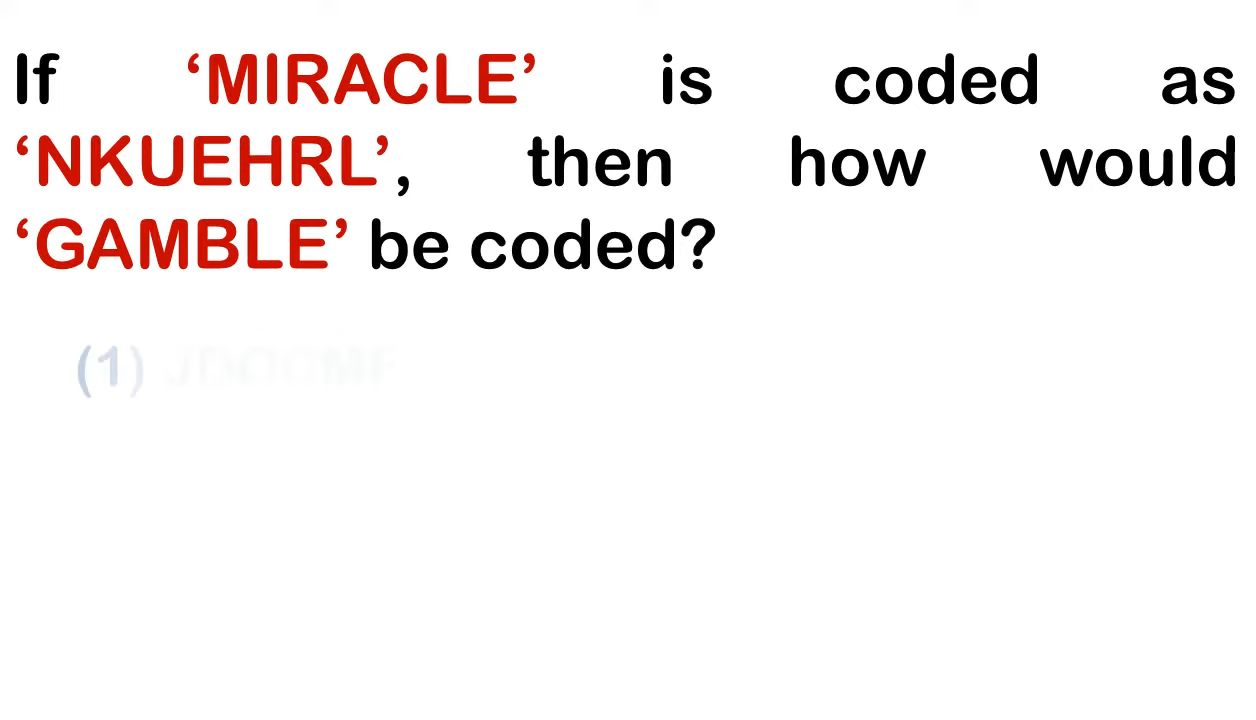 If ‘MIRACLE’ is coded as
‘NKUEHRL’, then how would
‘GAMBLE’ be coded?
(1)